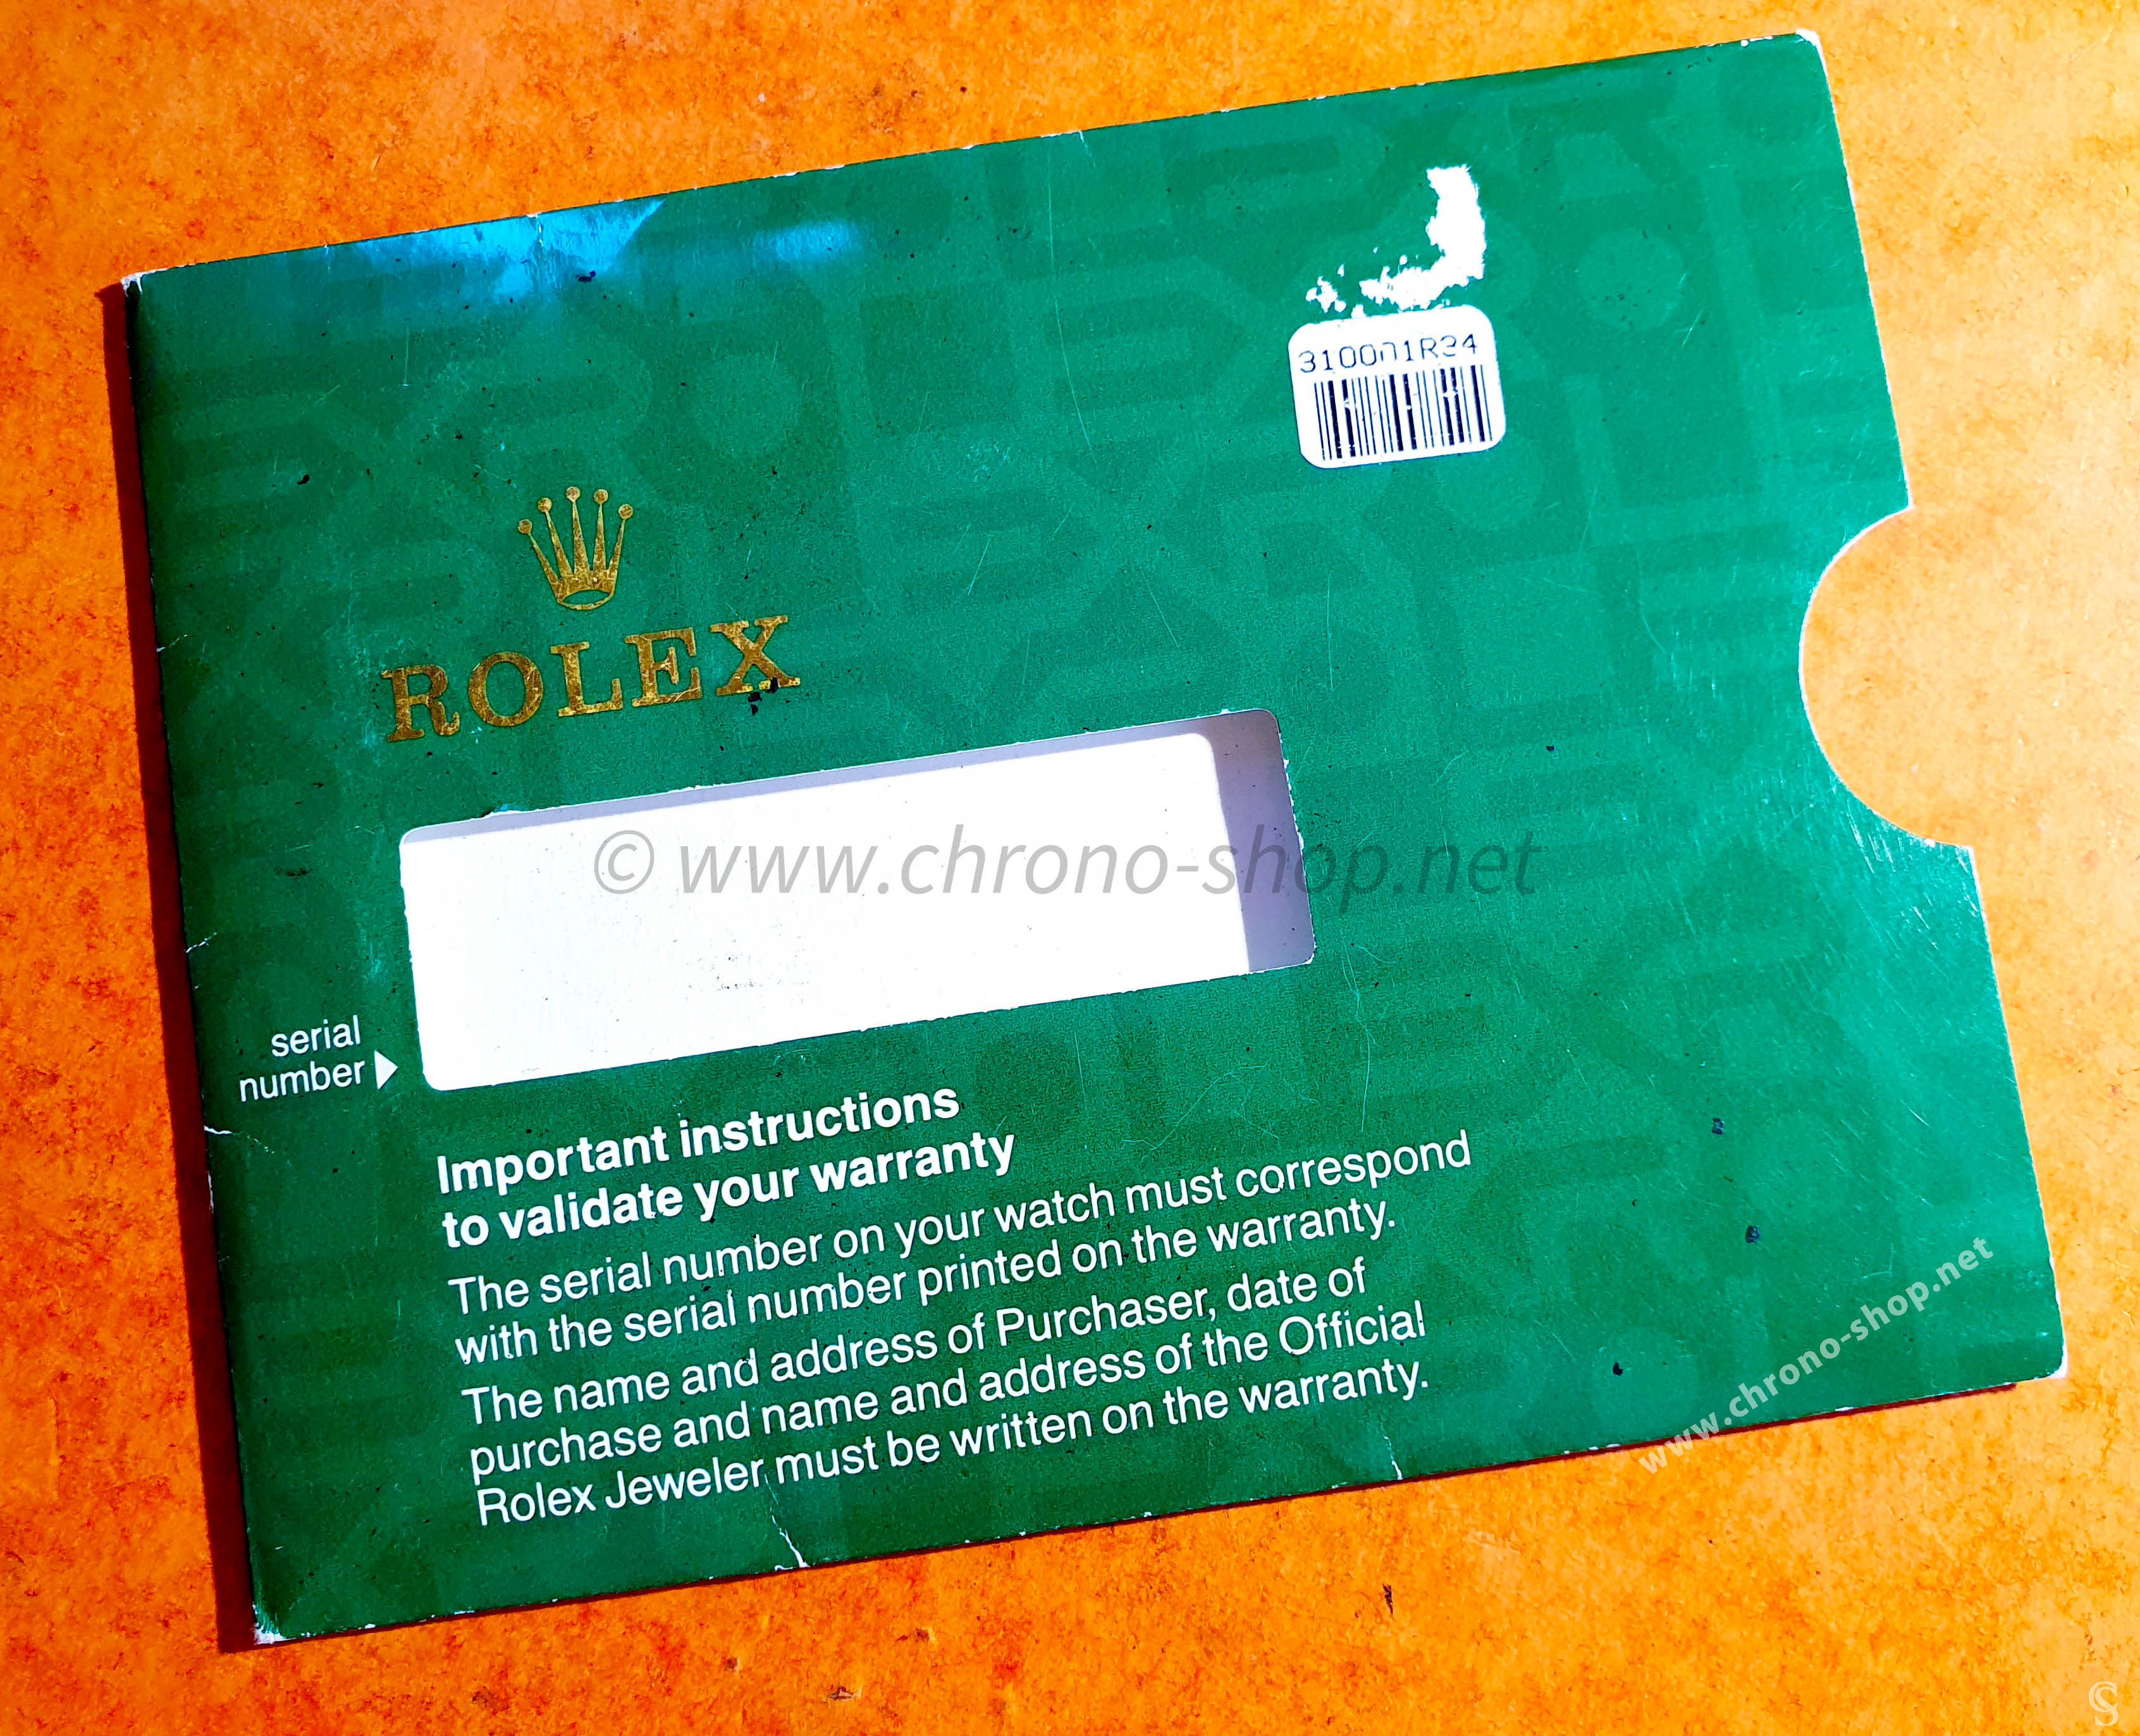 310001R34
ROLEX
© www.chrono-shop.net
serial
number
Important instructions
to validate your warranty
The serial number on your watch must correspond
with the serial number printed on the warranty.
The name and address of Purchaser, date of
purchase and name and address of the Official
Rolex Jeweler must be written on the warranty.
www.chrono-shop.net